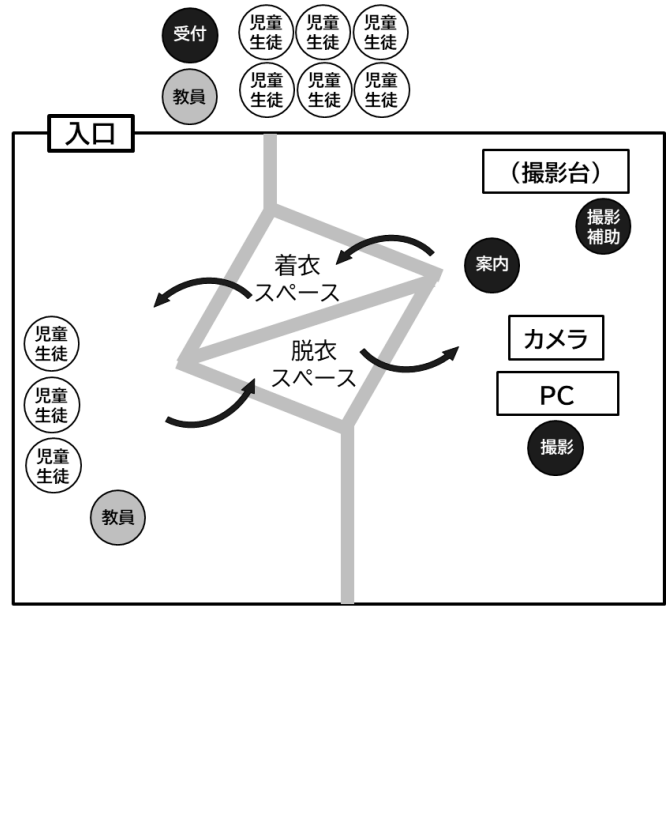 受付
児童
生徒
児童
生徒
児童
生徒
教員
児童
生徒
児童
生徒
児童
生徒
入口
（撮影台）
撮影
補助
案内
着衣
スペース
カメラ
児童
生徒
脱衣
スペース
PC
児童
生徒
撮影
児童
生徒
教員